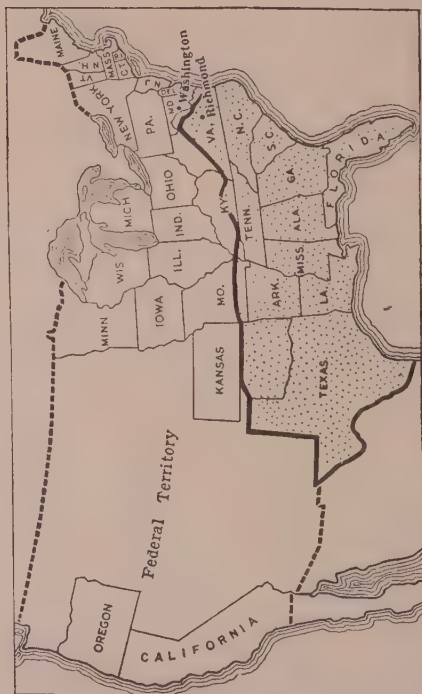 MAINE
VT.
N.H.
MASS.
CT.
NEW YORK
N.J.
PA.
MD.
Washington
Richmond
VA.
MICH
WIS.
MINN
IOWA
OHIO
IND.
ILL.
KY.
MO.
KANSAS
N.C.
TENN.
S.C.
ARK.
GA.
ALA.
MISS.
LA.
TEXAS
FLORIDA
Federal Territory
OREGON
CALIFORNIA